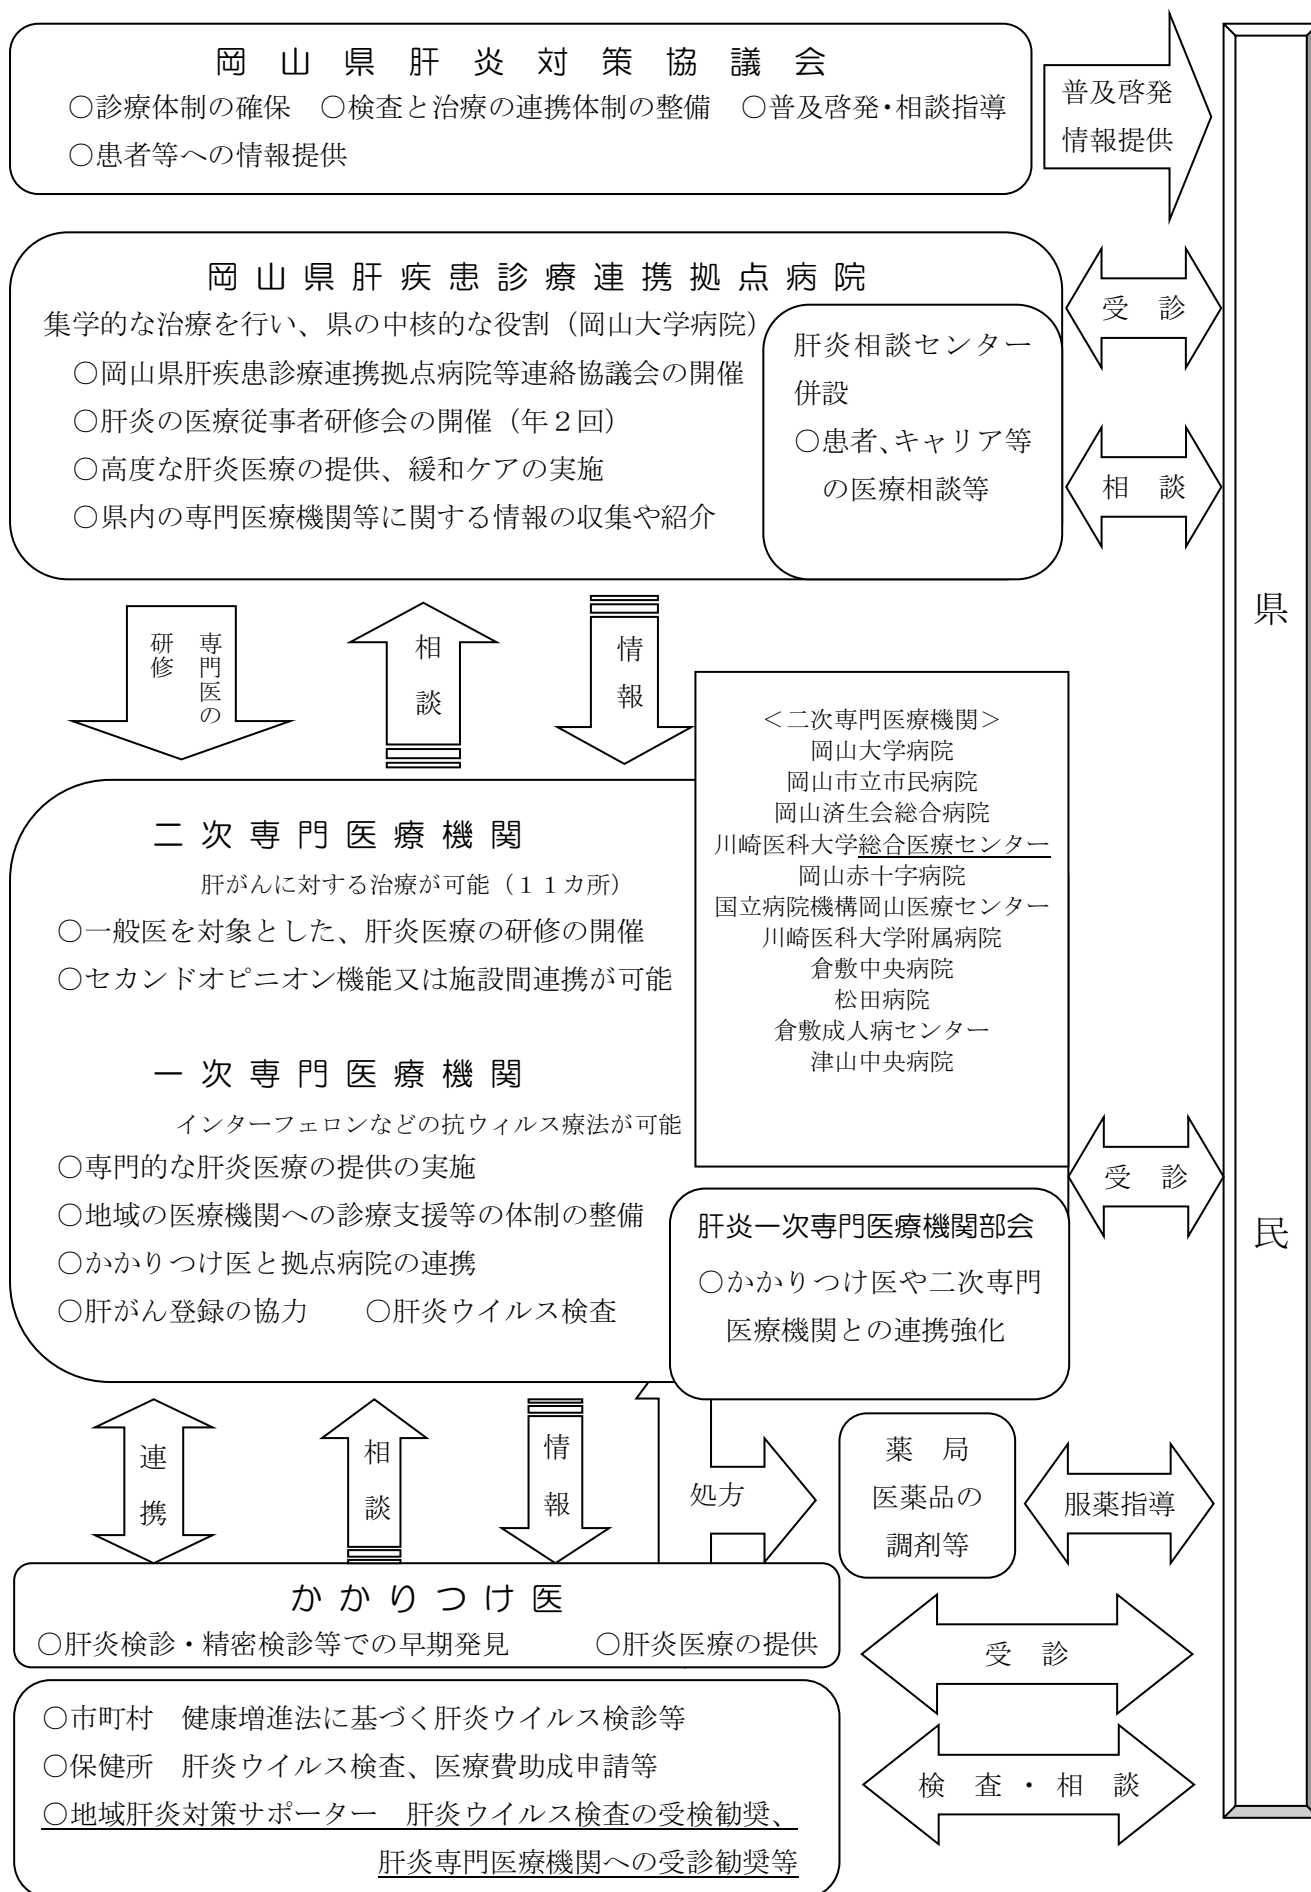 岡山県肝炎対策協議会
○診療体制の確保　○検査と治療の連携体制の整備　○普及啓発・相談指導
○患者等への情報提供
普及啓発
情報提供
岡山県肝疾患診療連携拠点病院
集学的な治療を行い、県の中核的な役割（岡山大学病院）
○岡山県肝疾患診療連携拠点病院等連絡協議会の開催
○肝炎の医療従事者研修会の開催（年２回）
○高度な肝炎医療の提供、緩和ケアの実施
○県内の専門医療機関等に関する情報の収集や紹介
肝炎相談センター
併設
○患者、キャリア等
の医療相談等
受　診
相　談
県　民
専門医の
研修
相談
情報
＜二次専門医療機関＞
岡山大学病院
岡山市立市民病院
岡山済生会総合病院
川崎医科大学総合医療センター
岡山赤十字病院
国立病院機構岡山医療センター
川崎医科大学附属病院
倉敷中央病院
松田病院
倉敷成人病センター
津山中央病院
二次専門医療機関
肝がんに対する治療が可能（１１カ所）
○一般医を対象とした、肝炎医療の研修の開催
○セカンドオピニオン機能又は施設間連携が可能
一次専門医療機関
インターフェロンなどの抗ウィルス療法が可能
○専門的な肝炎医療の提供の実施
○地域の医療機関への診療支援等の体制の整備
○かかりつけ医と拠点病院の連携
○肝がん登録の協力　　○肝炎ウイルス検査
肝炎一次専門医療機関部会
○かかりつけ医や二次専門
医療機関との連携強化
受　診
連携
相談
情報
処方
薬　局
医薬品の
調剤等
服薬指導
かかりつけ医
○肝炎検診・精密検診等での早期発見　　　○肝炎医療の提供
受　診
○市町村　健康増進法に基づく肝炎ウイルス検診等
○保健所　肝炎ウイルス検査、医療費助成申請等
○地域肝炎対策サポーター　肝炎ウイルス検査の受検勧奨、
肝炎専門医療機関への受診勧奨等
検　査　・　相　談